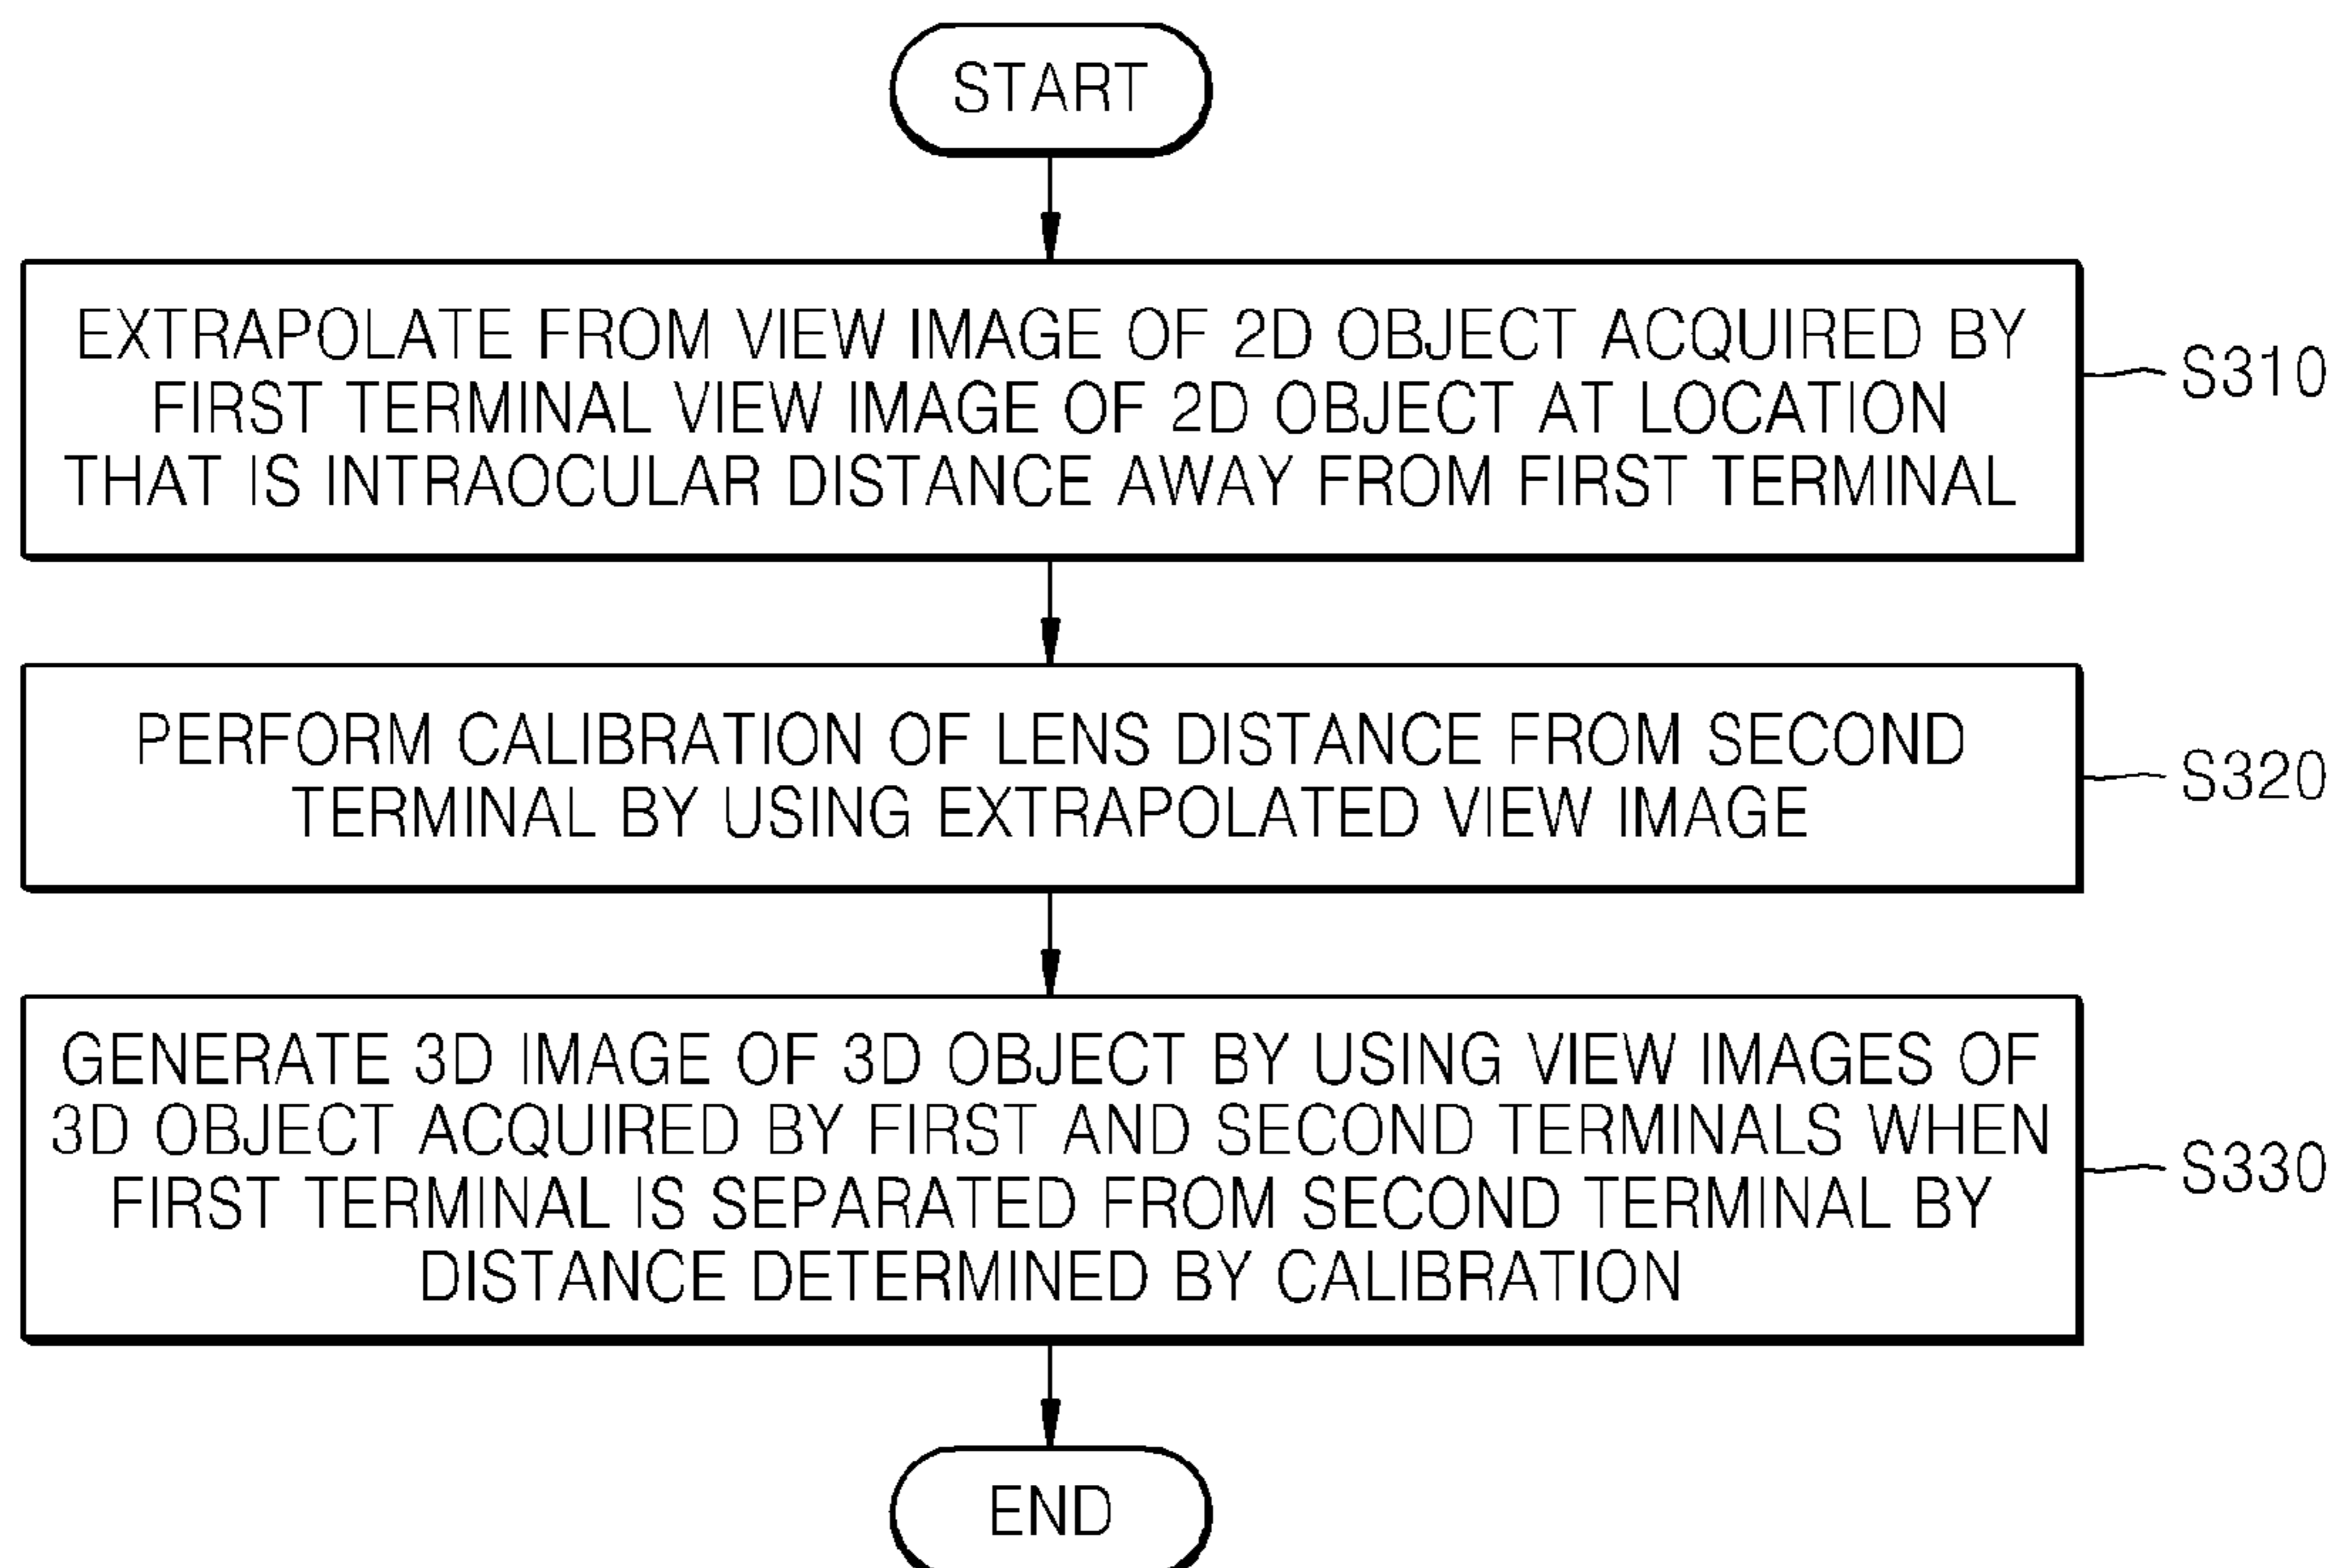 START
EXTRAPOLATE FROM VIEW IMAGE OF 2D OBJECT ACQUIRED BY
FIRST TERMINAL VIEW IMAGE OF 2D OBJECT AT LOCATION
THAT IS INTRAOCULAR DISTANCE AWAY FROM FIRST TERMINAL
S310
PERFORM CALIBRATION OF LENS DISTANCE FROM SECOND
TERMINAL BY USING EXTRAPOLATED VIEW IMAGE
S320
GENERATE 3D IMAGE OF 3D OBJECT BY USING VIEW IMAGES OF
3D OBJECT ACQUIRED BY FIRST AND SECOND TERMINALS WHEN
FIRST TERMINAL IS SEPARATED FROM SECOND TERMINAL BY
DISTANCE DETERMINED BY CALIBRATION
S330
END